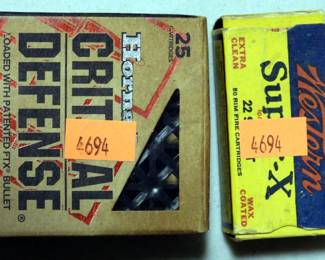 25
CARTRIDGES
CRITICAL
DEFENSE®
LOADED WITH PATENTED FTX® BULLET
4694
Western
Super-X
22
EXTRA
CLEAN
WAX
COATED
50 RIM FIRE CARTRIDGES
4694